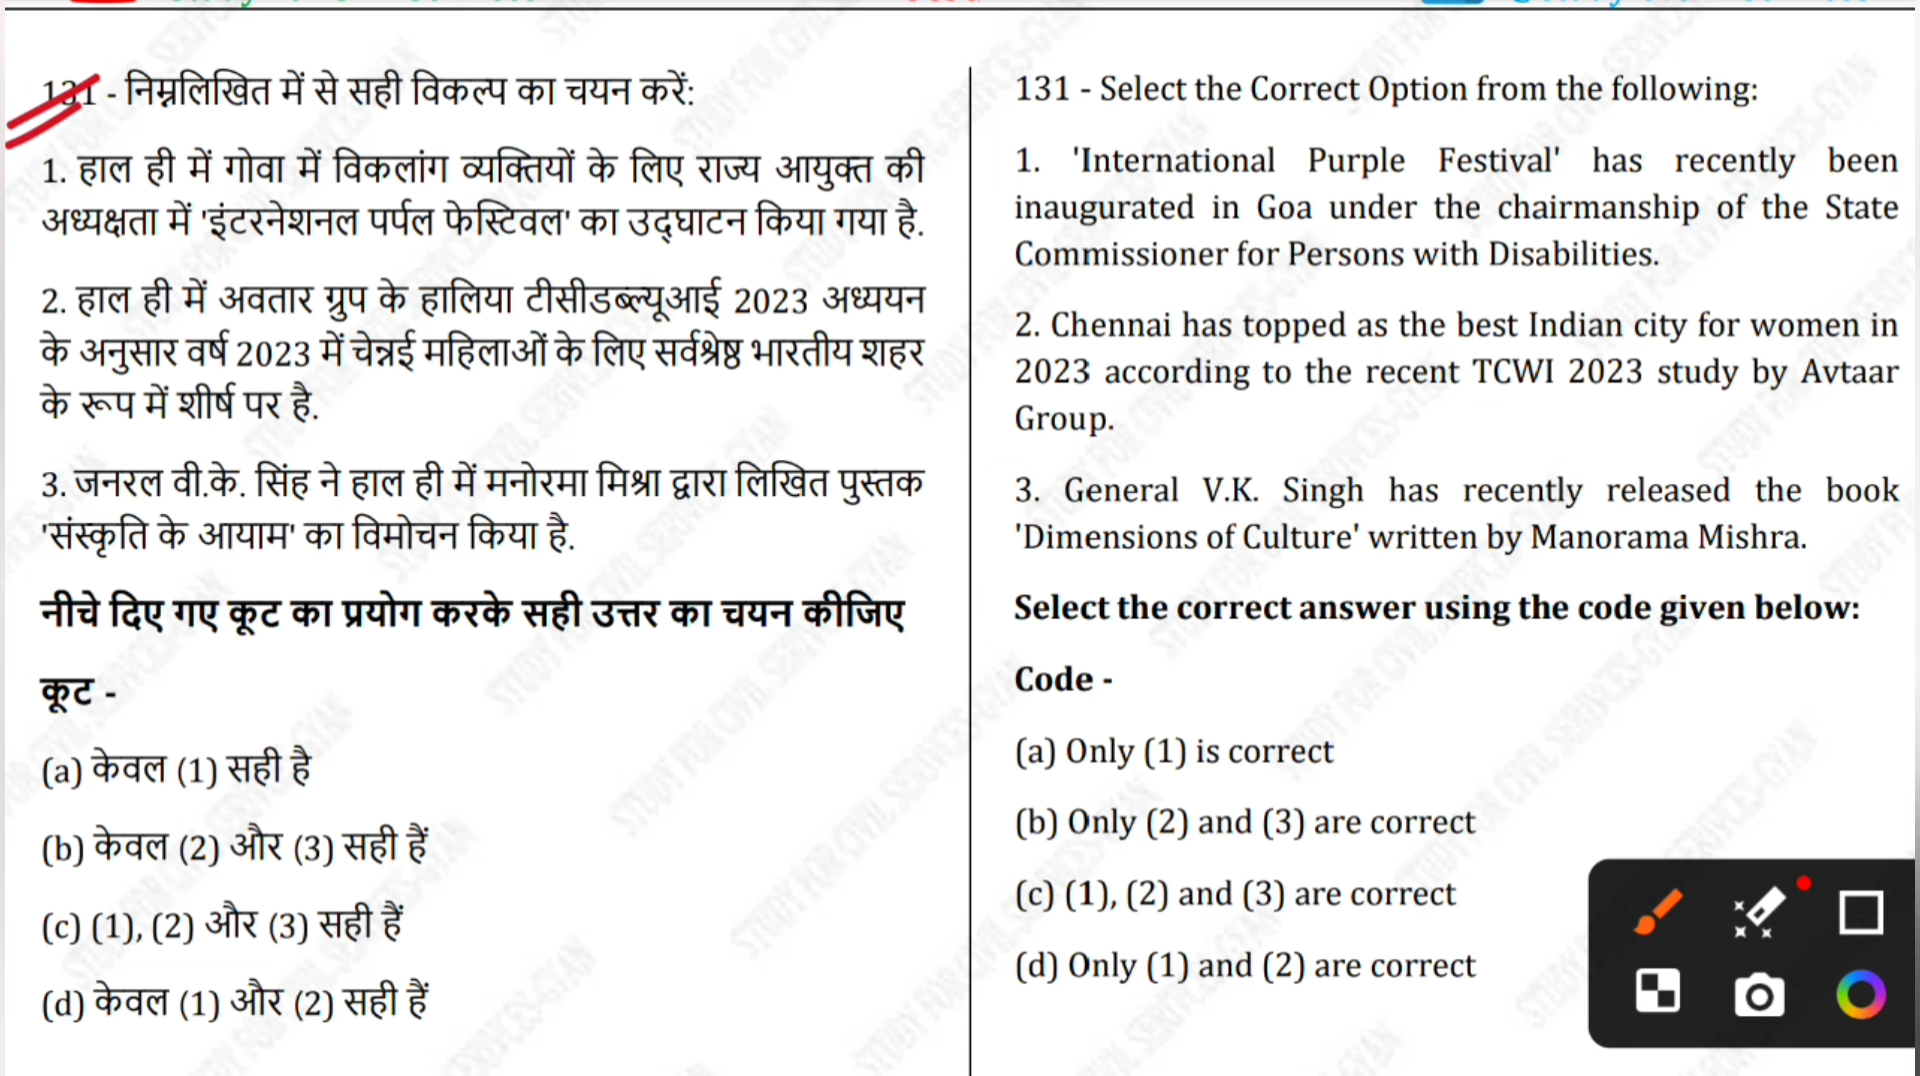 131 - निम्नलिखित में से सही विकल्प का चयन करें:
1. हाल ही में गोवा में विकलांग व्यक्तियों के लिए राज्य आयुक्त की
अध्यक्षता में 'इंटरनेशनल पर्पल फेस्टिवल' का उद्घाटन किया गया है.
2. हाल ही में अवतार ग्रुप के हालिया टीसीडब्ल्यूआई 2023 अध्ययन
के अनुसार वर्ष 2023 में चेन्नई महिलाओं के लिए सर्वश्रेष्ठ भारतीय शहर
के रूप में शीर्ष पर है.
3. जनरल वी.के. सिंह ने हाल ही में मनोरमा मिश्रा द्वारा लिखित पुस्तक
'संस्कृति के आयाम' का विमोचन किया है.
नीचे दिए गए कूट का प्रयोग करके सही उत्तर का चयन कीजिए
कूट -
(a) केवल (1) सही है
(b) केवल (2) और (3) सही हैं
(c) (1), (2) और (3) सही हैं
(d) केवल (1) और (2) सही हैं
131 - Select the Correct Option from the following:
1. 'International Purple Festival' has recently been
inaugurated in Goa under the chairmanship of the State
Commissioner for Persons with Disabilities.
2. Chennai has topped as the best Indian city for women in
2023 according to the recent TCWI 2023 study by Avtaar
Group.
3. General V.K. Singh has recently released the book
'Dimensions of Culture' written by Manorama Mishra.
Select the correct answer using the code given below:
Code -
(a) Only (1) is correct
(b) Only (2) and (3) are correct
(c) (1), (2) and (3) are correct
(d) Only (1) and (2) are correct